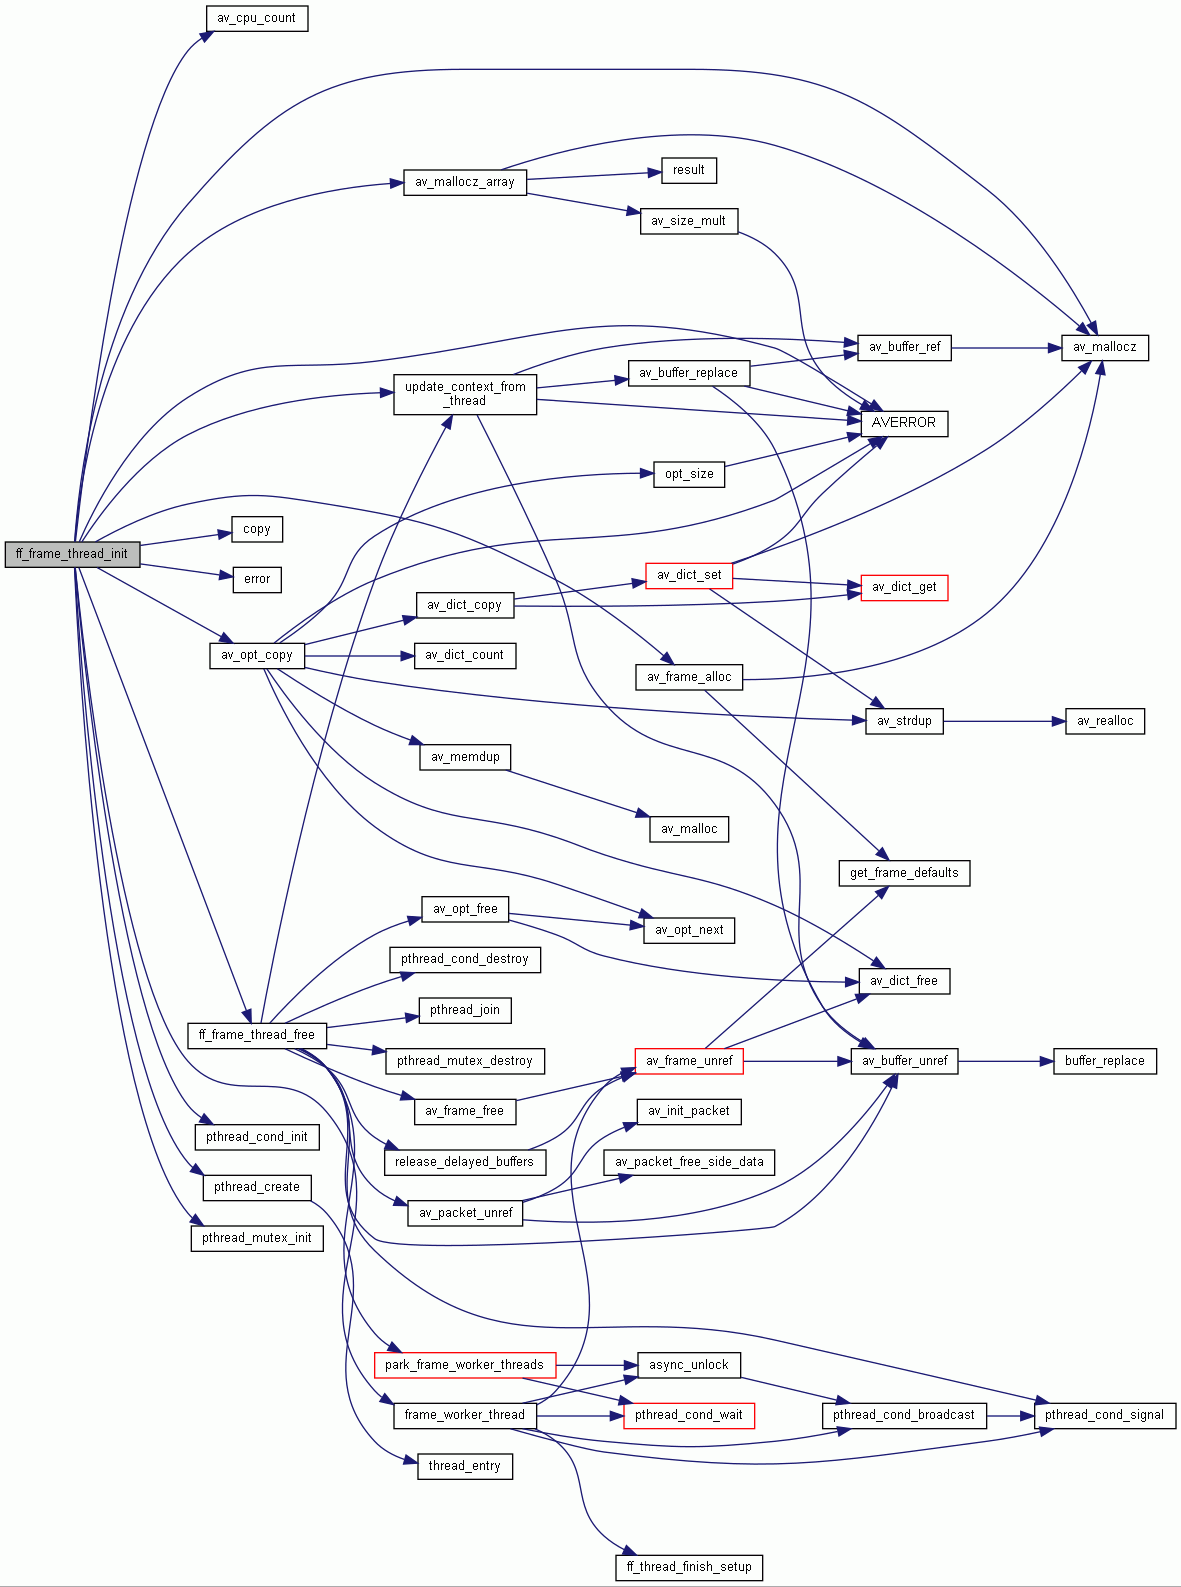 av_cpu_count
av_mallocz_array
result
av_size_mult
av_buffer_ref
av_mallocz
av_buffer_replace
update_context_from
_thread
AVERROR
opt_size
copy
ff_frame_thread_init
error
av_dict_set
av_dict_get
av_dict_copy
av_opt_copy
av_dict_count
av_frame_alloc
av_strdup
av_realloc
av_memdup
av_malloc
get_frame_defaults
av_opt_free
av_opt_next
pthread_cond_destroy
av_dict_free
pthread_join
ff_frame_thread_free
pthread_mutex_destroy
av_frame_unref
av_buffer_unref
buffer_replace
av_frame_free
av_init_packet
pthread_cond_init
release_delayed_buffers
av_packet_free_side_data
pthread_create
av_packet_unref
pthread_mutex_init
park_frame_worker_threads
async_unlock
frame_worker_thread
pthread_cond_wait
pthread_cond_broadcast
pthread_cond_signal
thread_entry
ff_thread_finish_setup